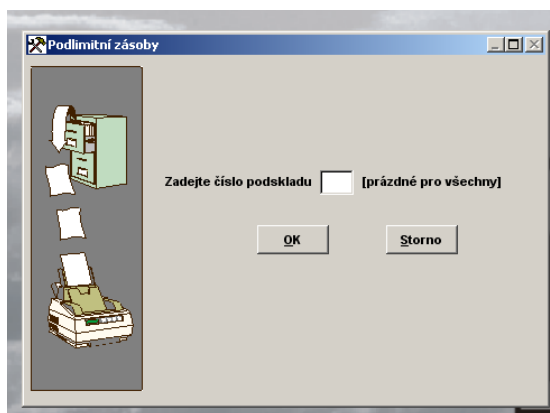 Podlimitní zásoby
Zadejte číslo podskladu [prázdné pro všechny]
OK Storno